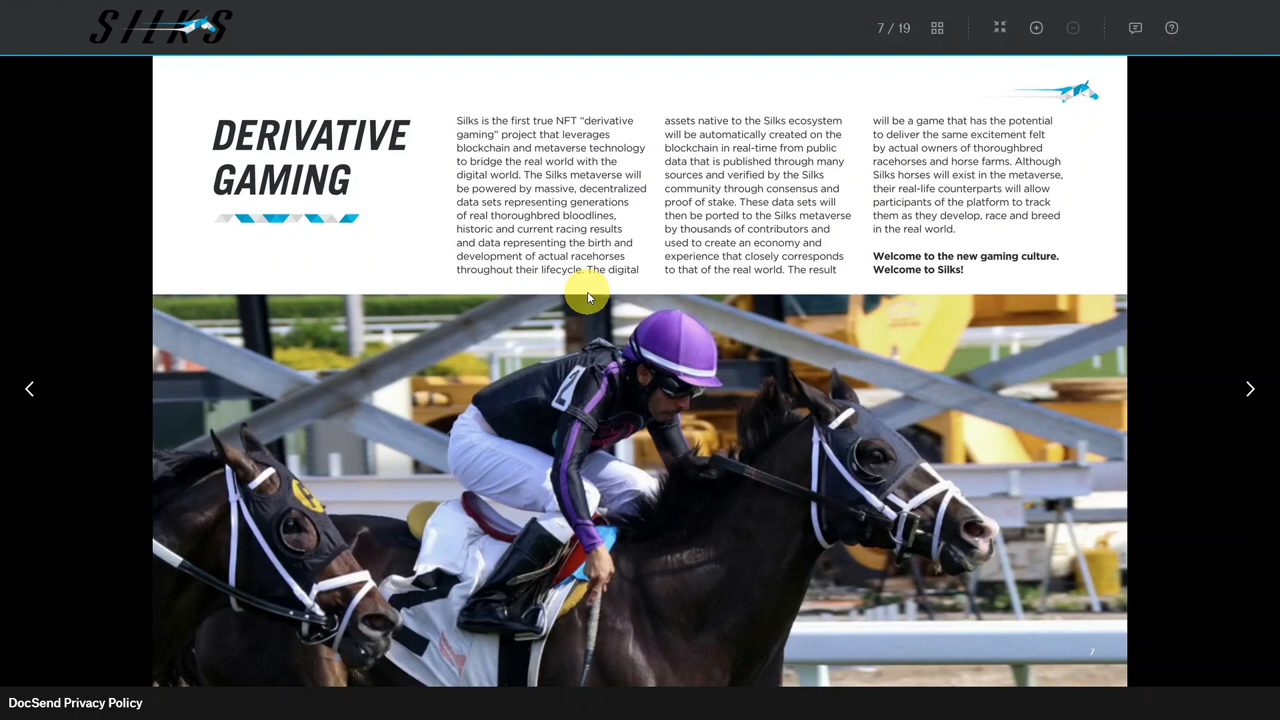 SILKS
7 / 19
DERIVATIVE
GAMING
Silks is the first true NFT “derivative
gaming” project that leverages
blockchain and metaverse technology
to bridge the real world with the
digital world. The Silks metaverse will
be powered by massive, decentralized
data sets representing generations
of real thoroughbred bloodlines,
historic and current racing results
and data representing the birth and
development of actual racehorses
throughout their lifecycle. The digital
assets native to the Silks ecosystem
will be automatically created on the
blockchain in real-time from public
data that is published through many
sources and verified by the Silks
community through consensus and
proof of stake. These data sets will
then be ported to the Silks metaverse
by thousands of contributors and
used to create an economy and
experience that closely corresponds
to that of the real world. The result
will be a game that has the potential
to deliver the same excitement felt
by actual owners of thoroughbred
racehorses and horse farms. Although
Silks horses will exist in the metaverse,
their real-life counterparts will allow
participants of the platform to track
them as they develop, race and breed
in the real world.
Welcome to the new gaming culture.
Welcome to Silks!
2
7
DocSend Privacy Policy